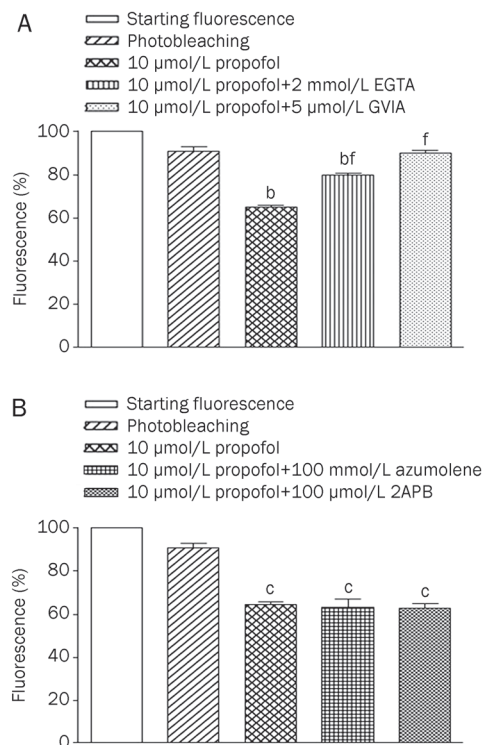 A
Starting fluorescence
Photobleaching
10 μmol/L propofol
10 μmol/L propofol+2 mmol/L EGTA
10 μmol/L propofol+5 μmol/L GVIA
Fluorescence (%)
100
80
60
40
20
0
b
bf
f
B
Starting fluorescence
Photobleaching
10 μmol/L propofol
10 μmol/L propofol+100 mmol/L azumolene
10 μmol/L propofol+100 μmol/L 2APB
Fluorescence (%)
100
80
60
40
20
0
c
c
c